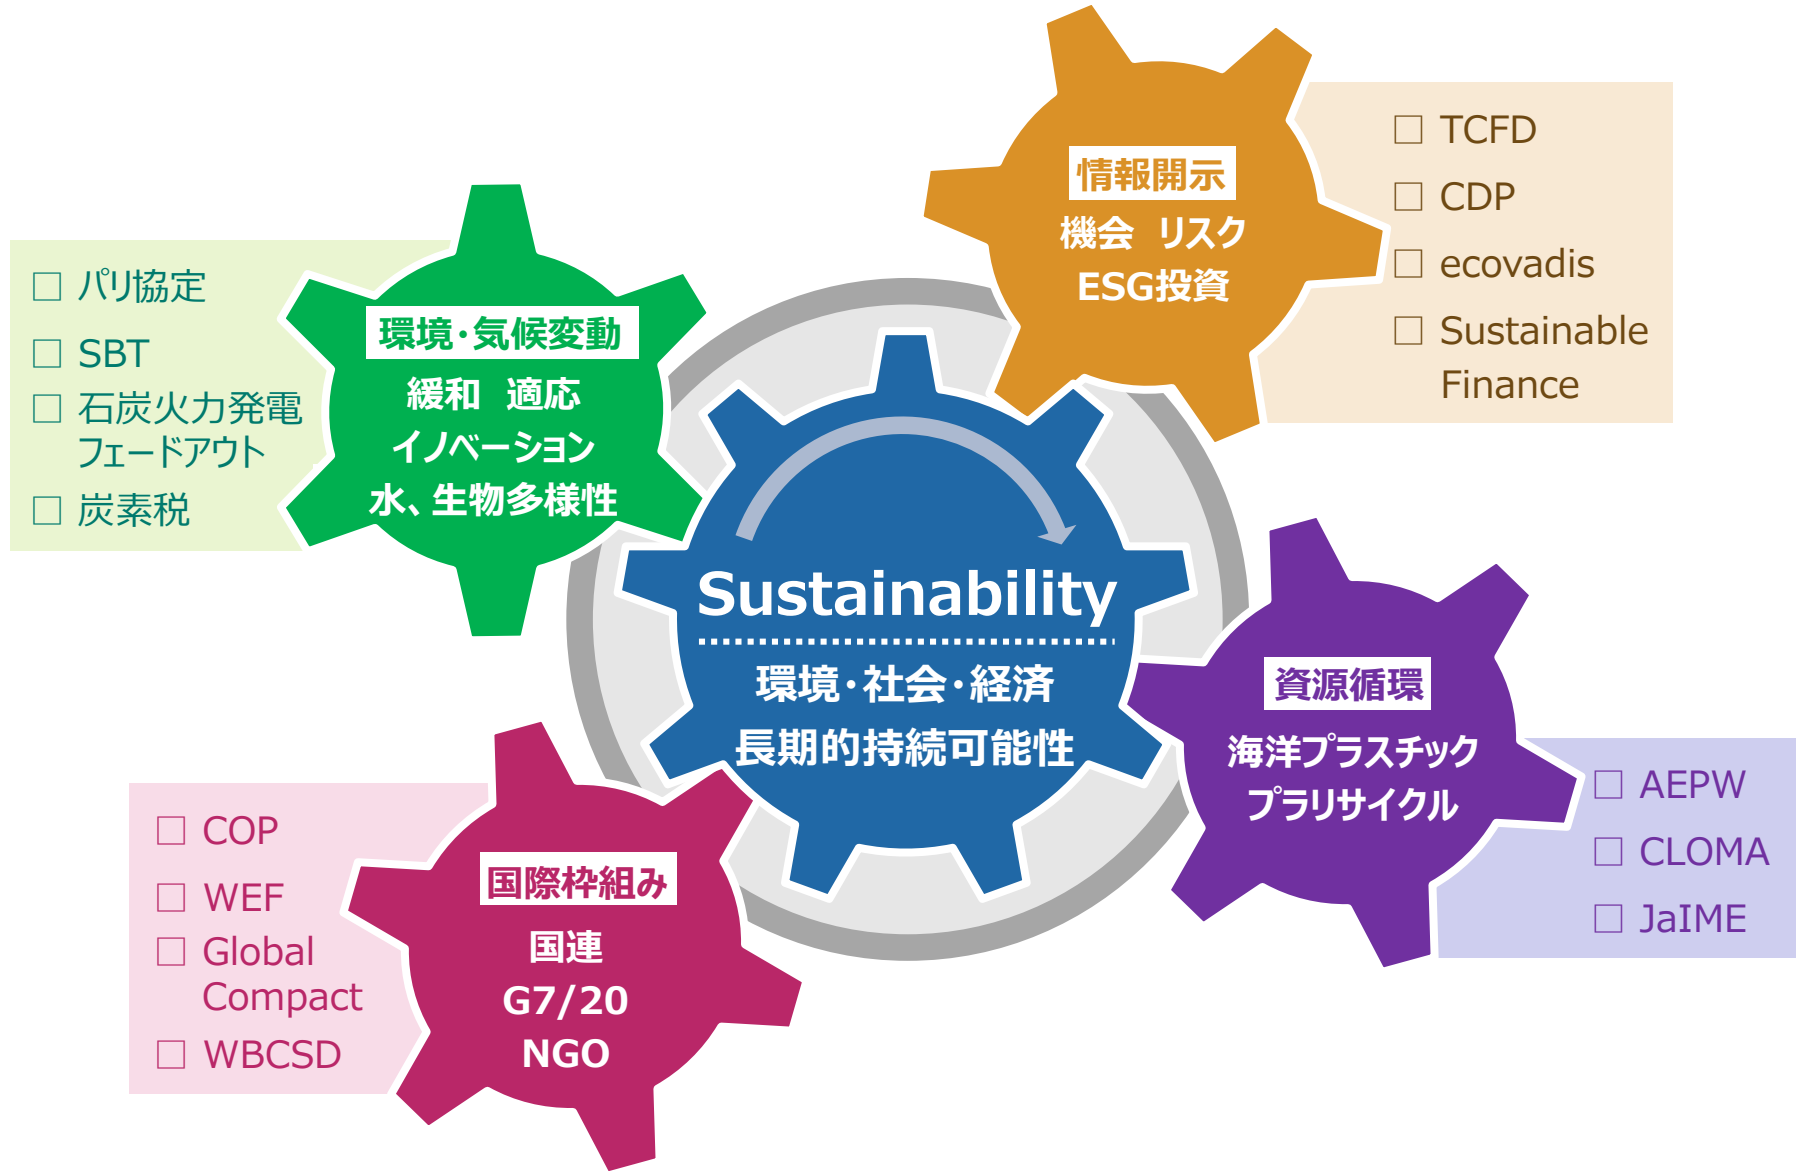 情報開示
機会 リスク
ESG投資
□ TCFD
□ CDP
□ ecovadis
□ Sustainable
Finance
□ パリ協定
□ SBT
□ 石炭火力発電
フェードアウト
□ 炭素税
環境・気候変動
緩和 適応
イノベーション
水、生物多様性
Sustainability
環境・社会・経済
長期的持続可能性
資源循環
海洋プラスチック
プラリサイクル
□ AEPW
□ CLOMA
□ JaIME
□ COP
□ WEF
□ Global
Compact
□ WBCSD
国際枠組み
国連
G7/20
NGO